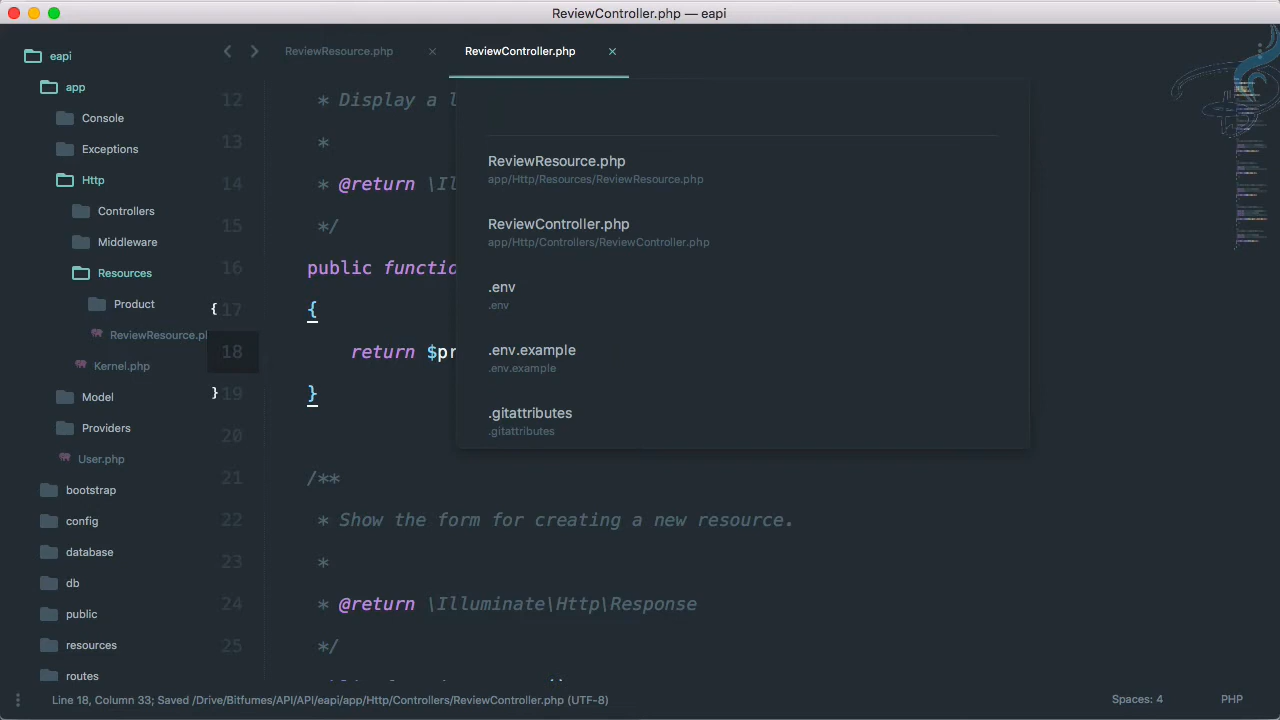 ReviewController.php — eapi
eapi
app
Console
Exceptions
Http
Controllers
Middleware
Resources
Product
ReviewResource.pl
Kernel.php
Model
Providers
User.php
bootstrap
config
database
db
public
resources
routes
ReviewResource.php ×
ReviewController.php ×
12 * Display a l
13 *
14 * @return \Il
15 */
16 public functio
{ 17 {
18 return $pr
} 19 }
20
21 /**
22 * Show the form for creating a new resource.
23 *
24 * @return \Illuminate\Http\Response
25 */
ReviewResource.php
app/Http/Resources/ReviewResource.php
ReviewController.php
app/Http/Controllers/ReviewController.php
.env
.env
.env.example
.env.example
.gitattributes
.gitattributes
Line 18, Column 33; Saved /Drive/Bitfumes/API/API/eapi/app/Http/Controllers/ReviewController.php (UTF-8)
Spaces: 4
PHP